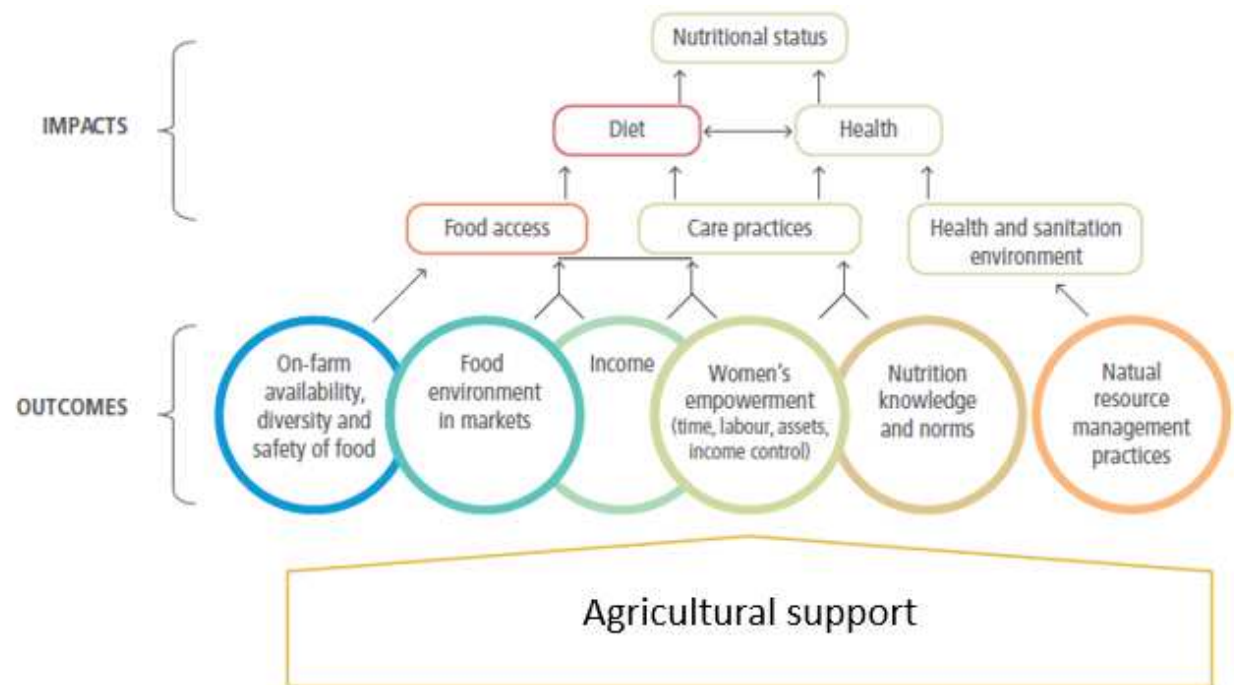 Nutritional status
IMPACTS
Diet
Health
Food access
Care practices
Health and sanitation
environment
OUTCOMES
On-farm
availability,
diversity and
safety of food
Food
environment
in markets
Income
Women's
empowerment
(time, labour, assets,
income control)
Nutrition
knowledge
and norms
Natual
resource
management
practices
Agricultural support